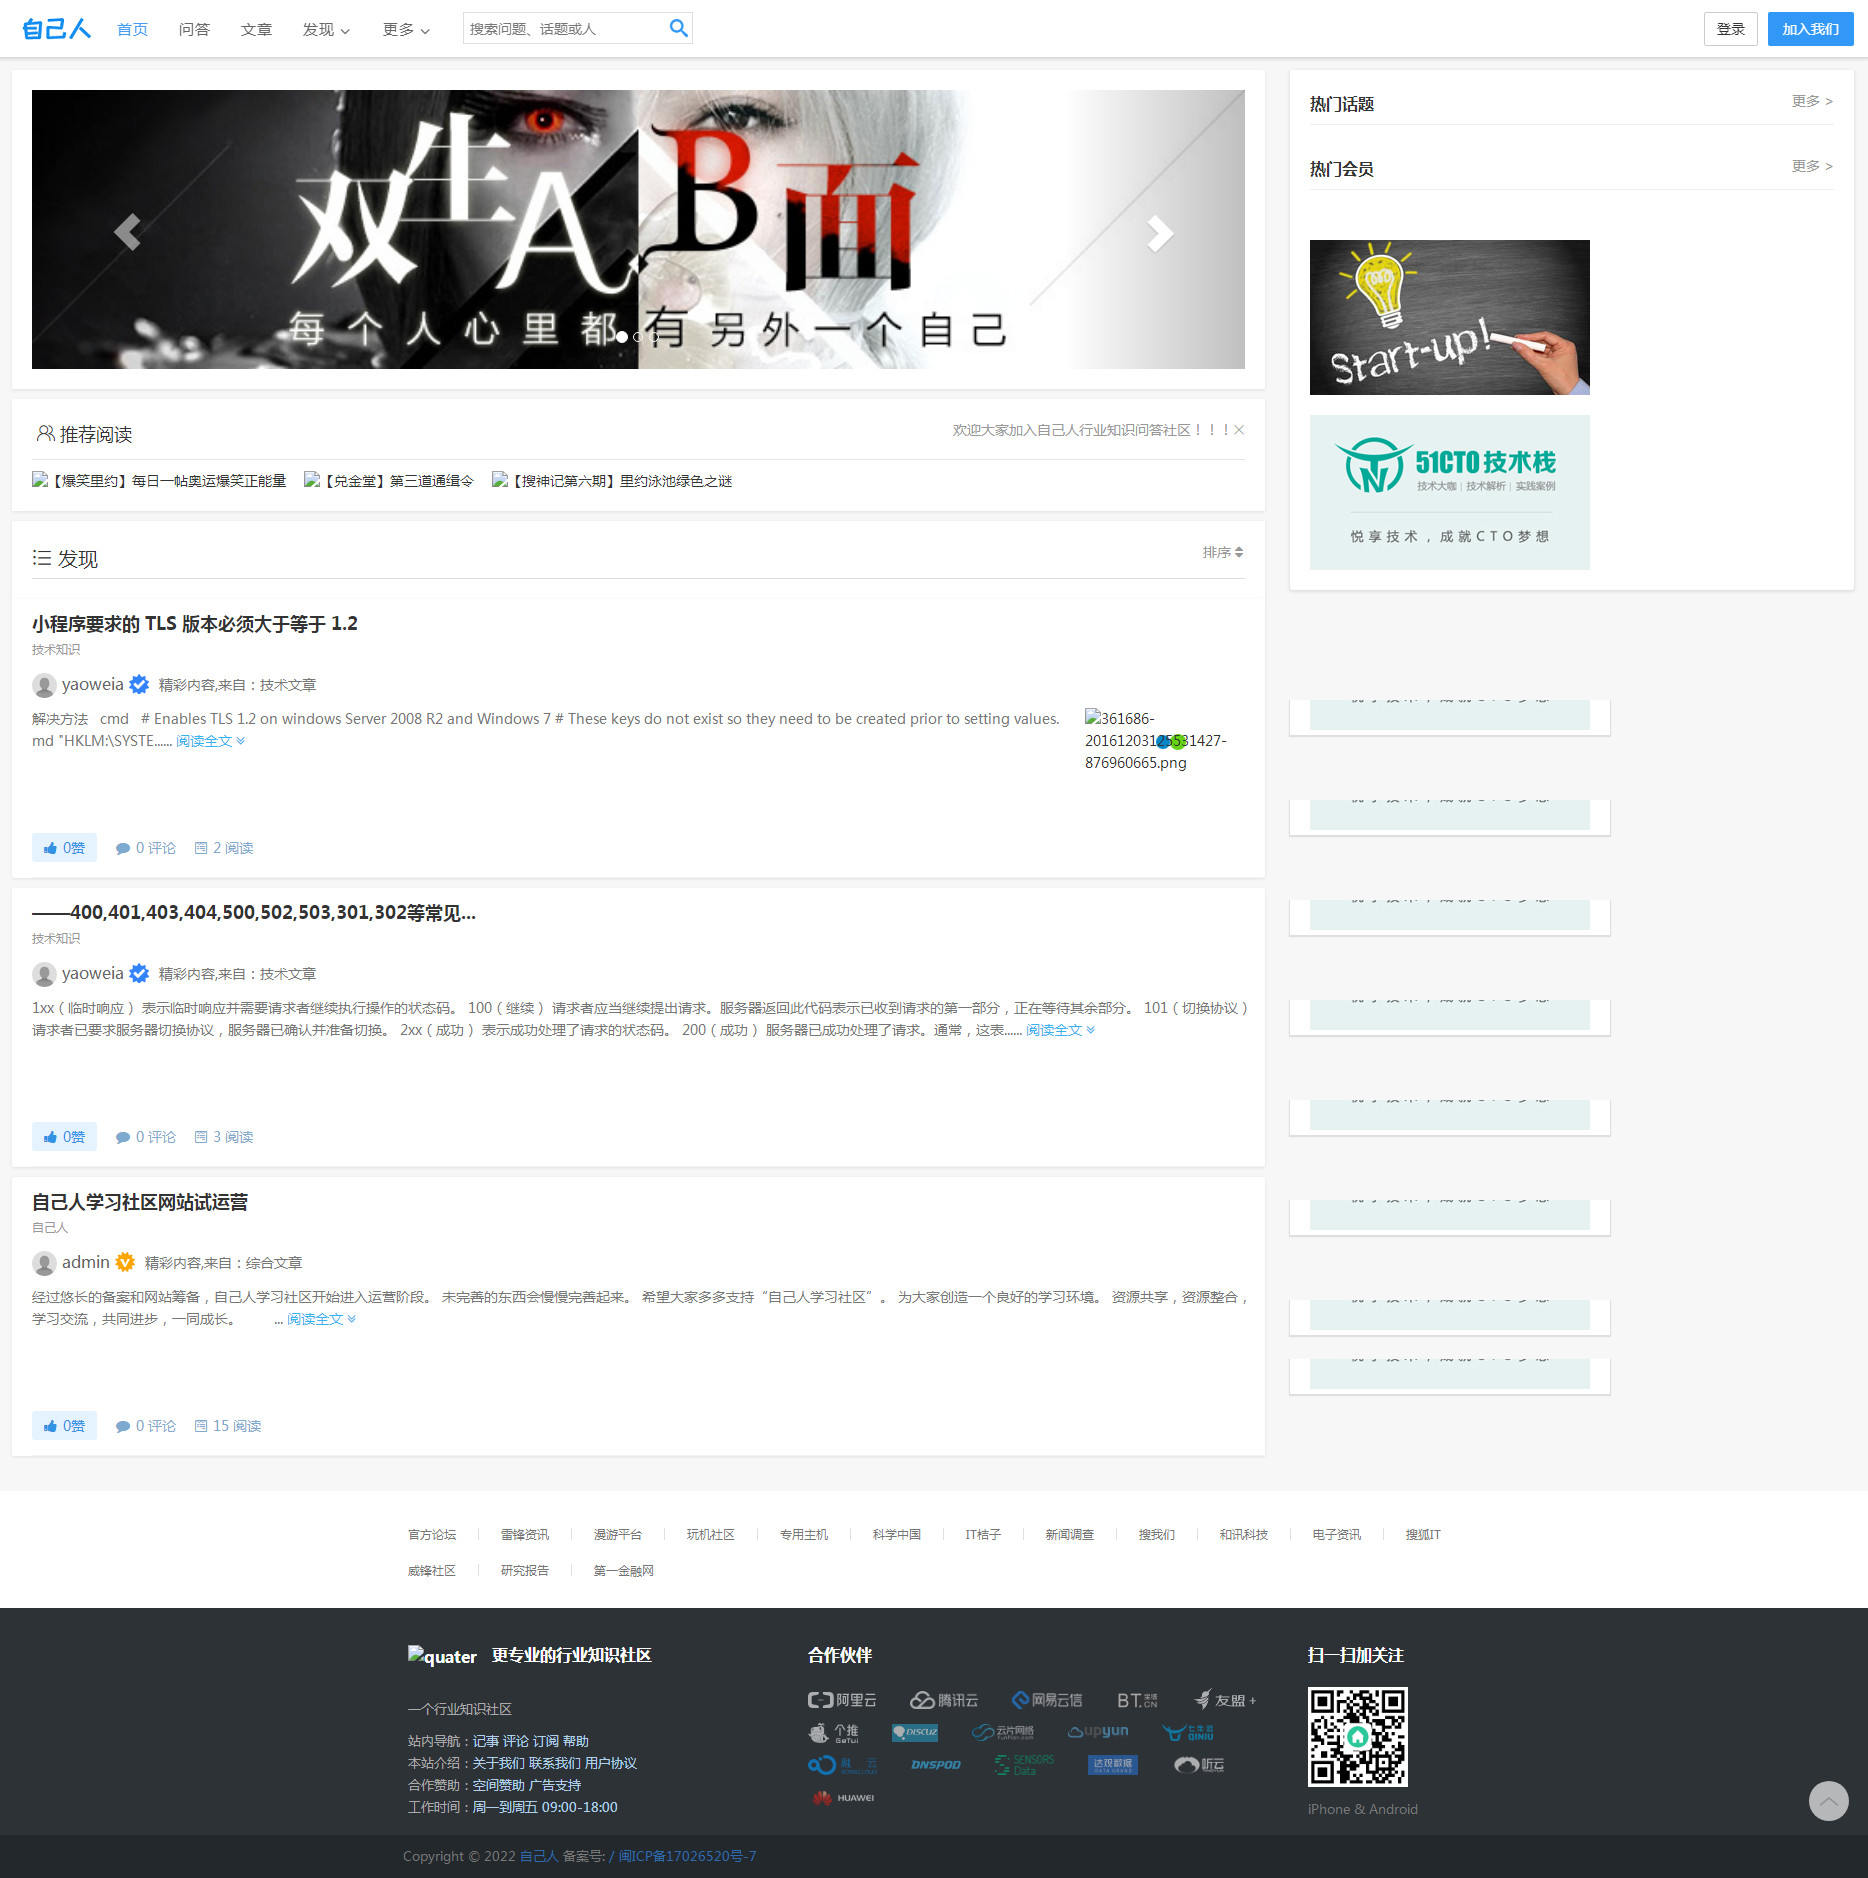 自己人 首页 问答 文章 发现 更多 搜索问题、话题或人 登录 加入我们
双生A B面
每个人心里都有另外一个自己
热门话题 更多 >
热门会员 更多 >
Start-up!
51CTO 技术栈
技术大咖 | 技术解析 | 实践案例
悦享技术，成就CTO梦想
推荐阅读 欢迎大家加入自己人行业知识问答社区！！！×
【爆笑里约】每日一帖奥运爆笑正能量 【兑金堂】第三道通缉令 【搜神记第六期】里约泳池绿色之谜
发现 排序
小程序要求的 TLS 版本必须大于等于 1.2
技术知识
yaoweia 精彩内容,来自：技术文章
解决方法 cmd # Enables TLS 1.2 on windows Server 2008 R2 and Windows 7 # These keys do not exist so they need to be created prior to setting values.
md "HKLM:\SYSTE...... 阅读全文
361686-
20161203125531427-
876960665.png
0赞 0 评论 2 阅读
——400,401,403,404,500,502,503,301,302等常见...
技术知识
yaoweia 精彩内容,来自：技术文章
1xx（临时响应） 表示临时响应并需要请求者继续执行操作的状态码。 100（继续） 请求者应当继续提出请求。服务器返回此代码表示已收到请求的第一部分，正在等待其余部分。 101（切换协议）
请求者已要求服务器切换协议，服务器已确认并准备切换。 2xx（成功） 表示成功处理了请求的状态码。 200（成功） 服务器已成功处理了请求。通常，这表...... 阅读全文
0赞 0 评论 3 阅读
自己人学习社区网站试运营
自己人
admin 精彩内容,来自：综合文章
经过悠长的备案和网站筹备，自己人学习社区开始进入运营阶段。 未完善的东西会慢慢完善起来。 希望大家多多支持“自己人学习社区”。 为大家创造一个良好的学习环境。 资源共享，资源整合，
学习交流，共同进步，一同成长。 ... 阅读全文
0赞 0 评论 15 阅读
官方论坛 雷锋资讯 漫游平台 玩机社区 专用主机 科学中国 IT桔子 新闻调查 搜我们 和讯科技 电子资讯 搜狐IT
威锋社区 研究报告 第一金融网
quater 更专业的行业知识社区
一个行业知识社区
站内导航：记事 评论 订阅 帮助
本站介绍：关于我们 联系我们 用户协议
合作赞助：空间赞助 广告支持
工作时间：周一到周五 09:00-18:00
合作伙伴
阿里云 腾讯云 网易云信 BT.CN 友盟+
个推 GeTui DISCUZ 云片网络 upyun 七牛云 QINIU
融云 DNSPOD SENSORS Data 达观数据 听云
HUAWEI
扫一扫加关注
iPhone & Android
Copyright © 2022 自己人 备案号: / 闽ICP备17026520号-7